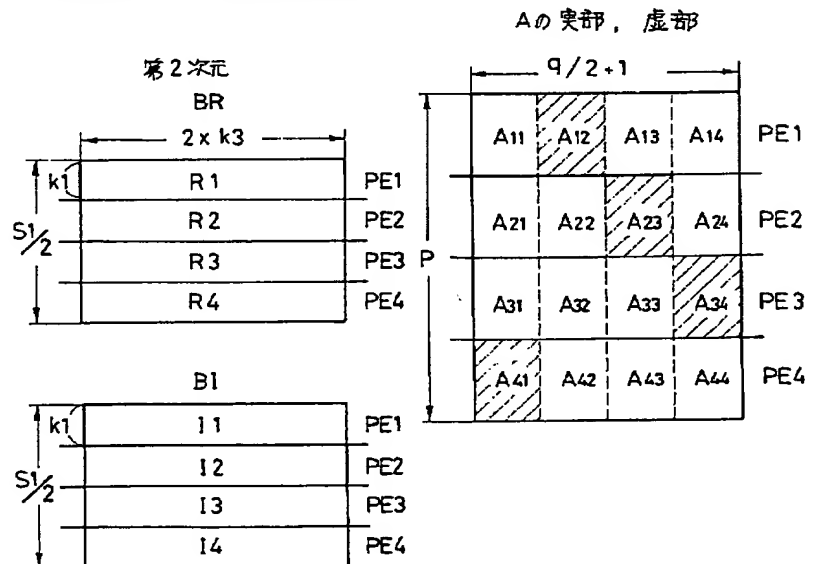 Aの実部, 虚部
第2次元
BR
2 x k3
k1
S1/2
R1 PE1
R2 PE2
R3 PE3
R4 PE4
BI
k1
S1/2
I1 PE1
I2 PE2
I3 PE3
I4 PE4
q/2+1
P
A11 A12 A13 A14 PE1
A21 A22 A23 A24 PE2
A31 A32 A33 A34 PE3
A41 A42 A43 A44 PE4